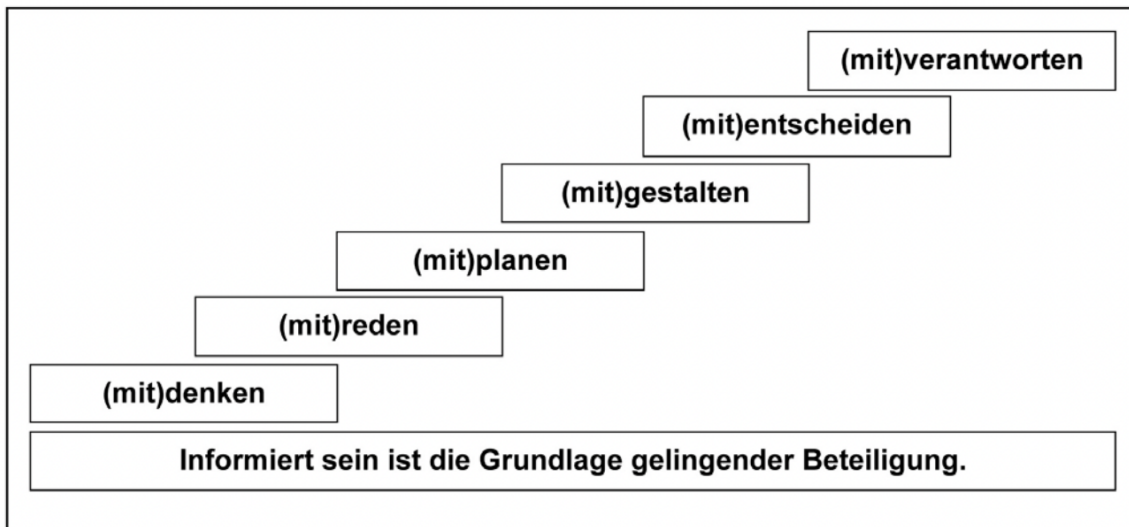 (mit)verantworten
(mit)entscheiden
(mit)gestalten
(mit)planen
(mit)reden
(mit)denken
Informiert sein ist die Grundlage gelingender Beteiligung.